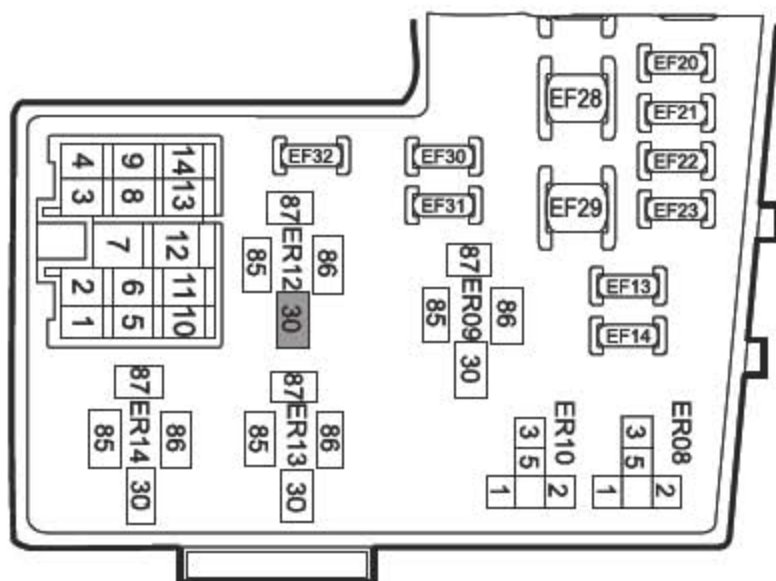 EF28
EF20
EF21
EF22
EF23
EF29
EF32
EF30
EF31
EF13
EF14
4 9 14
3 8 13
7 12
2 6 11
1 5 10
87 ER12 30
85
86
87 ER09 30
85
86
87 ER14 30
85
86
87 ER13 30
85
86
ER10
3
5
1 2
ER08
3
5
1 2